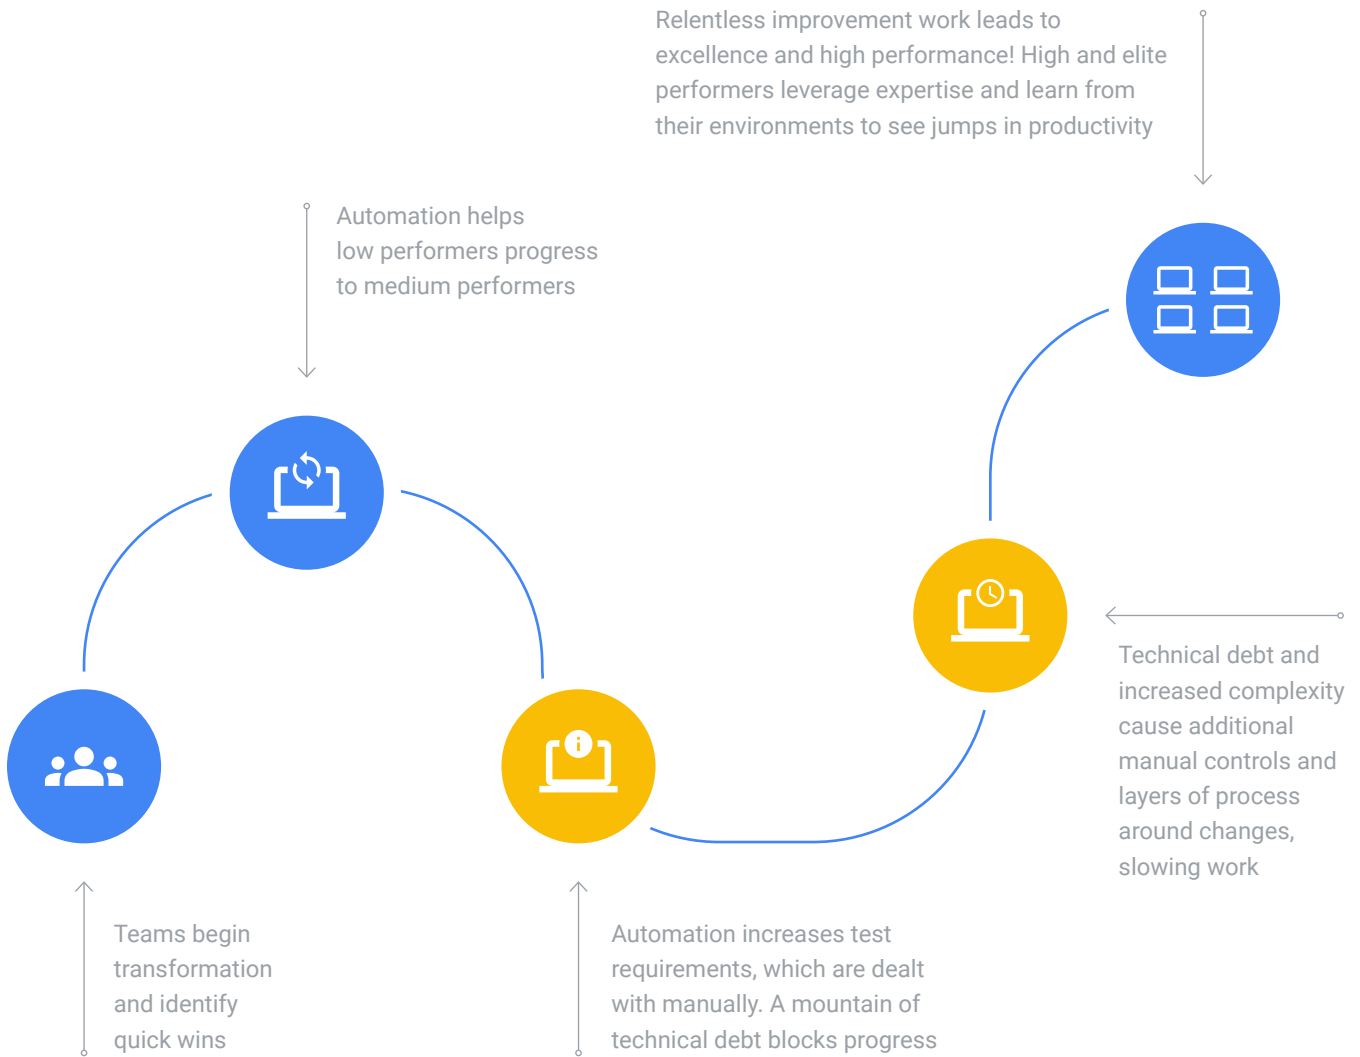 Relentless improvement work leads to
excellence and high performance! High and elite
performers leverage expertise and learn from
their environments to see jumps in productivity
Automation helps
low performers progress
to medium performers
Technical debt and
increased complexity
cause additional
manual controls and
layers of process
around changes,
slowing work
Teams begin
transformation
and identify
quick wins
Automation increases test
requirements, which are dealt
with manually. A mountain of
technical debt blocks progress